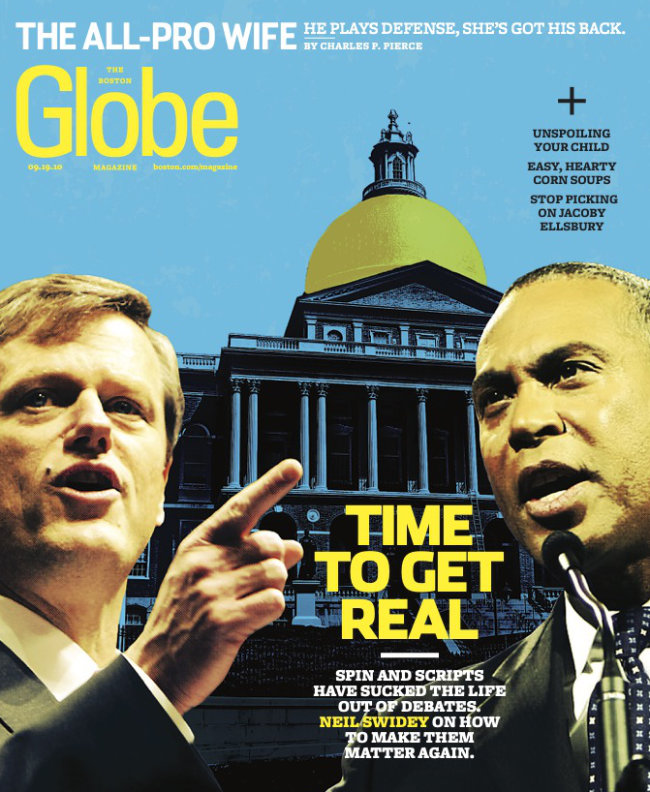 THE ALL-PRO WIFE
HE PLAYS DEFENSE, SHE'S GOT HIS BACK.
BY CHARLES P. PIERCE
THE
BOSTON
Globe
09.19.10 MAGAZINE boston.com/magazine
+
UNSPOILING
YOUR CHILD
EASY, HEARTY
CORN SOUPS
STOP PICKING
ON JACOBY
ELLSBURY
TIME
TO GET
REAL
SPIN AND SCRIPTS
HAVE SUCKED THE LIFE
OUT OF DEBATES.
NEIL SWIDEY ON HOW
TO MAKE THEM
MATTER AGAIN.